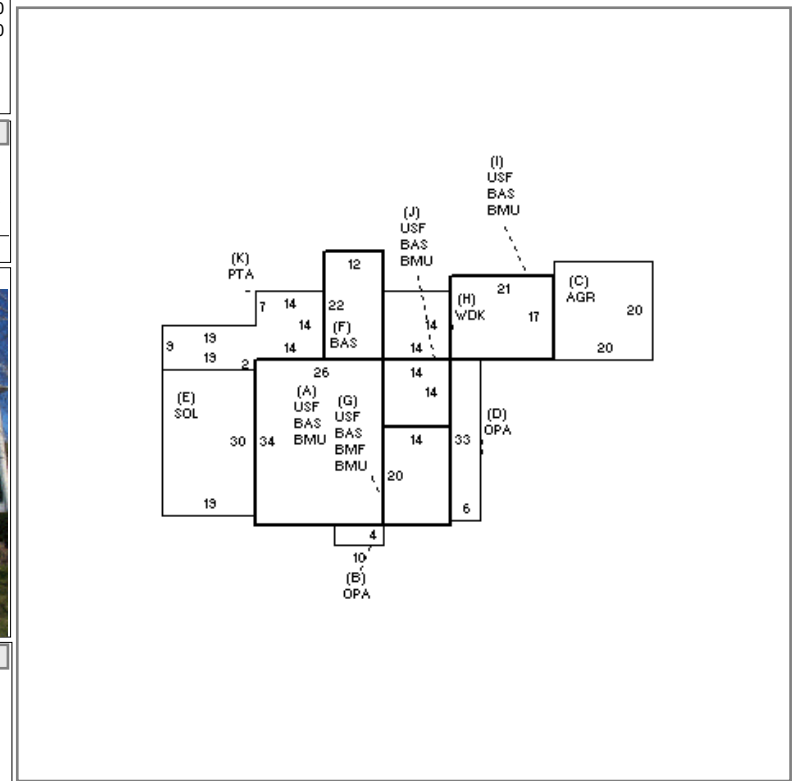 0
0
(I)
USF
BAS
BMU
(J)
USF
BAS
BMU
(K)
PTA
12
21
(C)
AGR
7
14
22
(H)
WDK
17
20
14
(F)
BAS
14
9
19
14
14
20
19
2
26
14
(E)
SOL
(A)
USF
BAS
BMU
(G)
USF
BAS
BMF
BMU
14
(D)
OPA
30
34
14
33
20
19
6
4
10
(B)
OPA